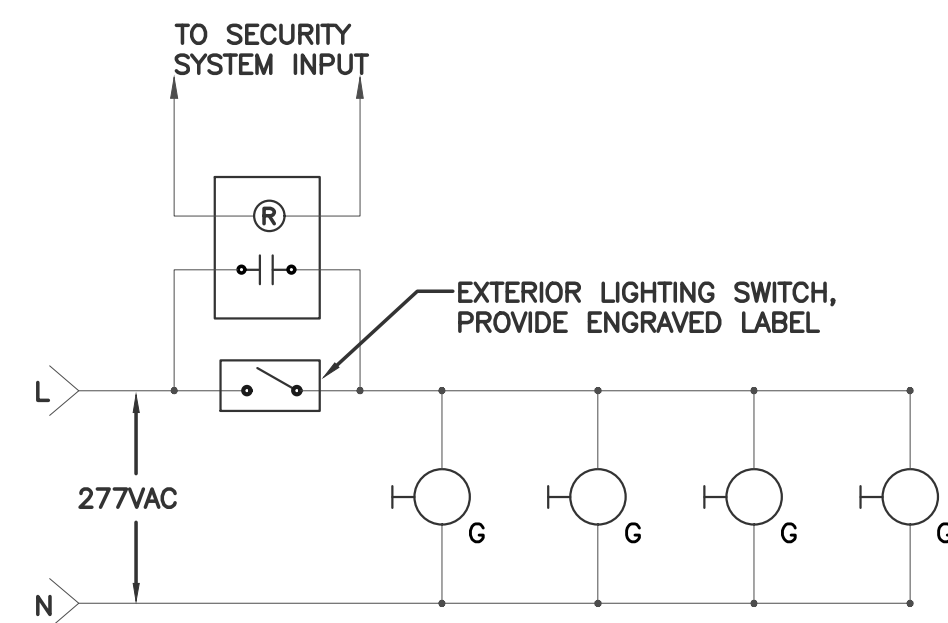 TO SECURITY
SYSTEM INPUT
R
EXTERIOR LIGHTING SWITCH,
PROVIDE ENGRAVED LABEL
L
277VAC
G G G G
N